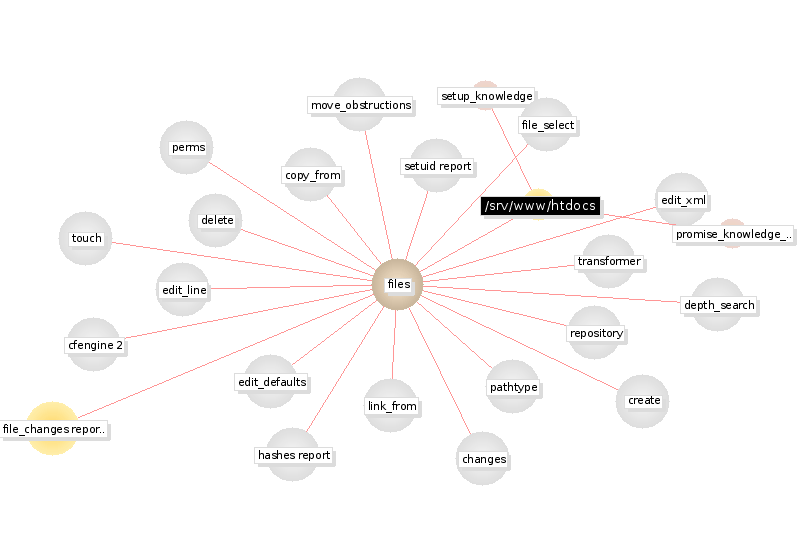 setup_knowledge
move_obstructions
file_select
perms
setuid report
copy_from
edit_xml
/srv/www/htdocs
delete
promise_knowledge_..
touch
transformer
files
edit_line
depth_search
repository
cfengine 2
edit_defaults
pathtype
create
link_from
file_changes repor..
hashes report
changes